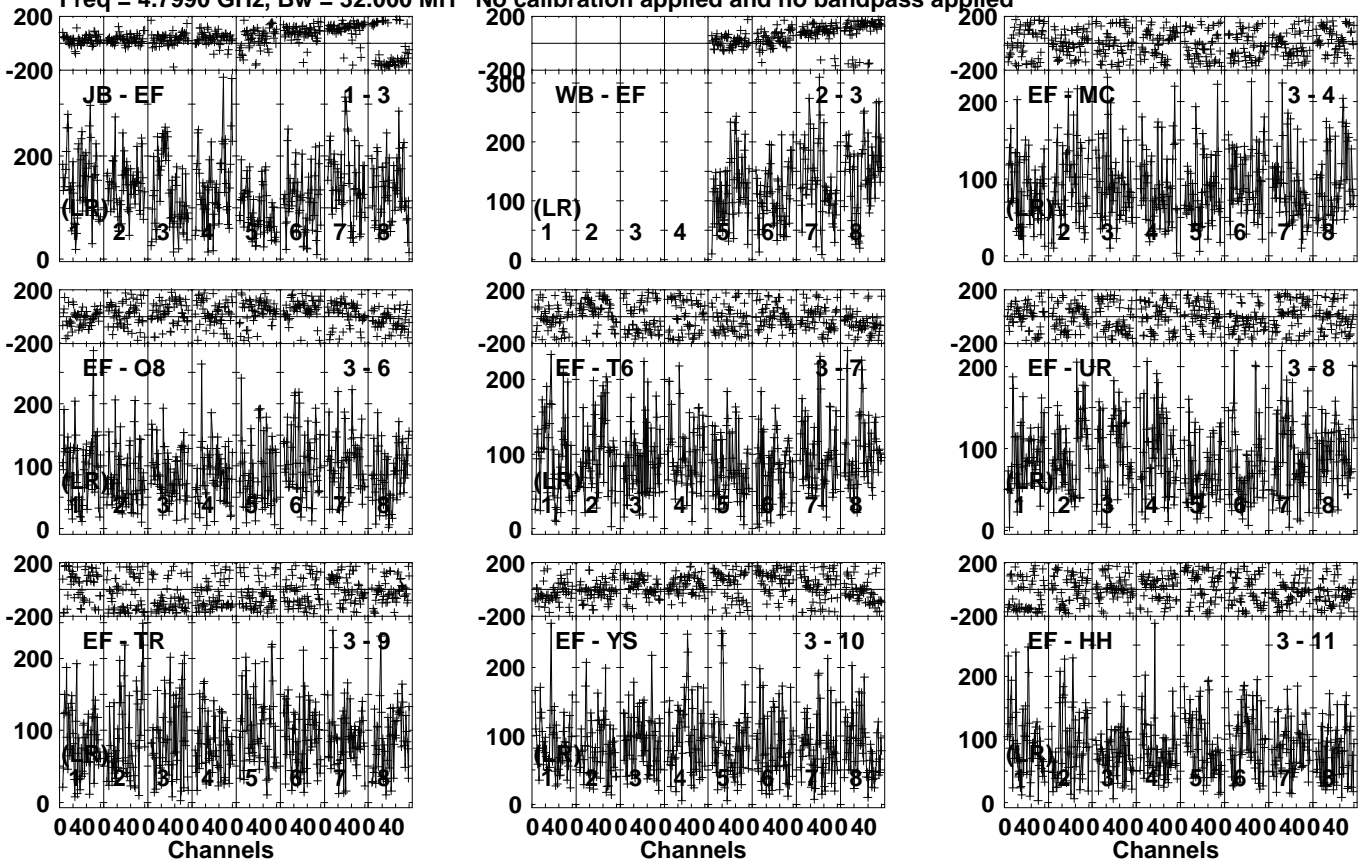 Freq = 4.7990 GHz, Bw = 32.000 MH No calibration applied and no bandpass applied
200
-200
JB - EF 1 - 3
200
0
(LR)
1 2 3 4 5 6 7 8
200
-200
300
WB - EF 2 - 3
200
100
0
(LR)
1 2 3 4 5 6 7 8
200
-200
EF - MC 3 - 4
200
100
0
(LR)
1 2 3 4 5 6 7 8
200
-200
EF - O8 3 - 6
200
100
0
(LR)
1 2 3 4 5 6 7 8
200
-200
EF - T6 3 - 7
200
100
0
(LR)
1 2 3 4 5 6 7 8
200
-200
EF - UR 3 - 8
200
100
0
(LR)
1 2 3 4 5 6 7 8
200
-200
EF - TR 3 - 9
200
100
0
(LR)
1 2 3 4 5 6 7 8
0 40 0 40 0 40 0 40 0 40 0 40 0 40 0 40
Channels
200
-200
EF - YS 3 - 10
200
100
0
(LR)
1 2 3 4 5 6 7 8
0 40 0 40 0 40 0 40 0 40 0 40 0 40 0 40
Channels
200
-200
EF - HH 3 - 11
200
100
0
(LR)
1 2 3 4 5 6 7 8
0 40 0 40 0 40 0 40 0 40 0 40 0 40 0 40
Channels